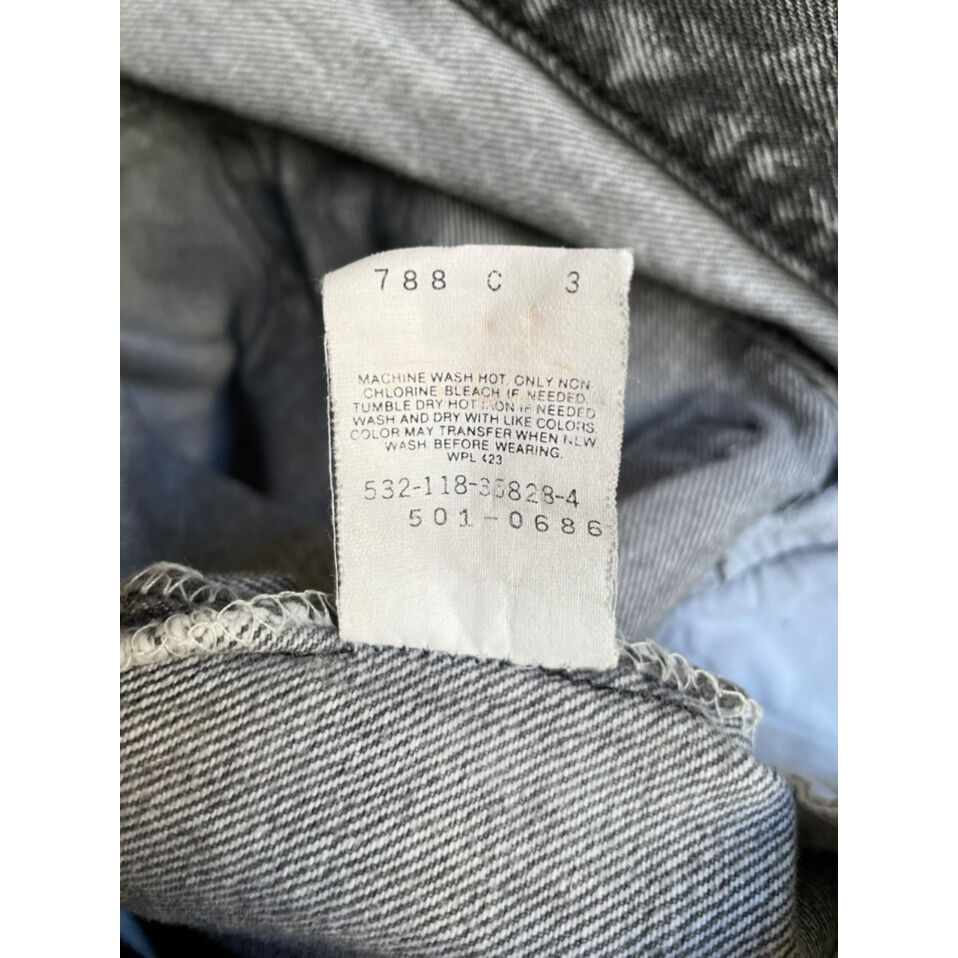 788 C 3
MACHINE WASH HOT. ONLY NON-
CHLORINE BLEACH IF NEEDED.
TUMBLE DRY HOT IRON IF NEEDED
WASH AND DRY WITH LIKE COLORS.
COLOR MAY TRANSFER WHEN NEW
WASH BEFORE WEARING.
WPL 423
501-0686